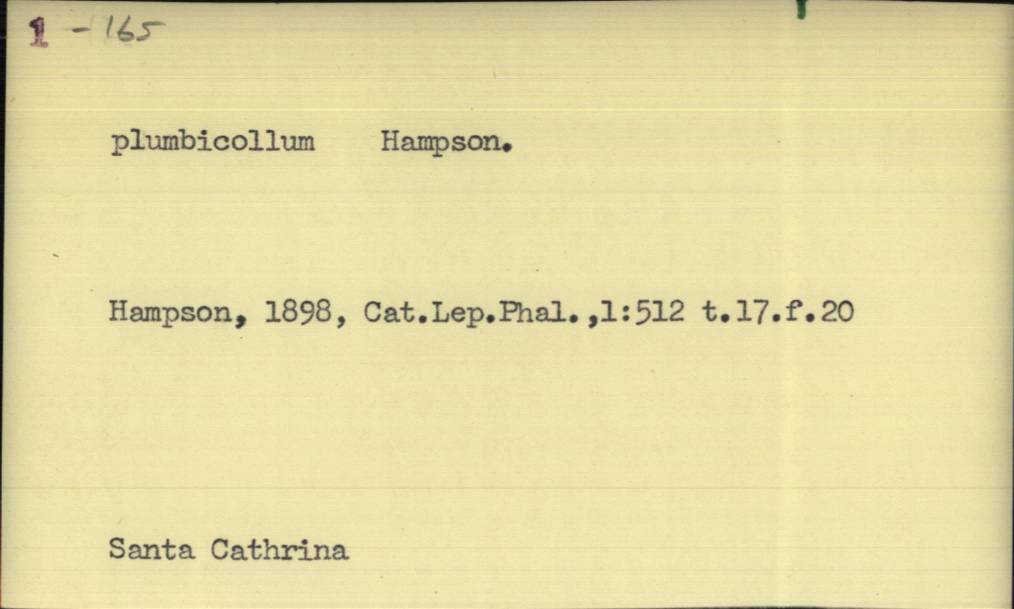 1 - 165
plumbicollum Hampson.
Hampson, 1898, Cat.Lep.Phal.,1:512 t.17.f.20
Santa Cathrina